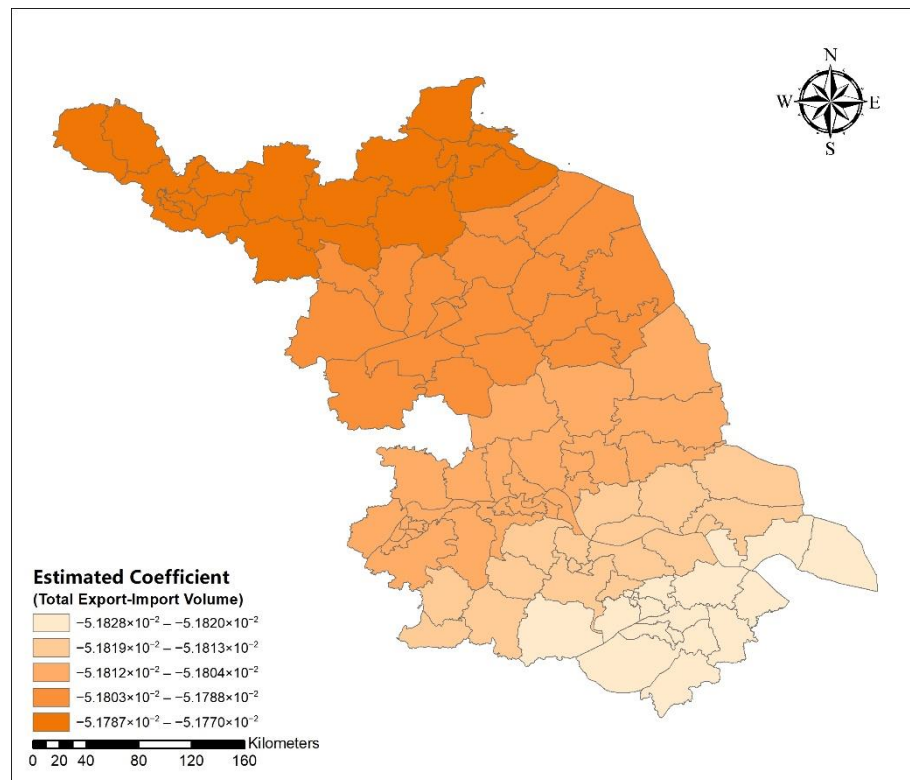 N
W E
S
Estimated Coefficient
(Total Export-Import Volume)
−5.1828×10⁻² – −5.1820×10⁻²
−5.1819×10⁻² – −5.1813×10⁻²
−5.1812×10⁻² – −5.1804×10⁻²
−5.1803×10⁻² – −5.1788×10⁻²
−5.1787×10⁻² – −5.1770×10⁻²
Kilometers
0 20 40 80 120 160